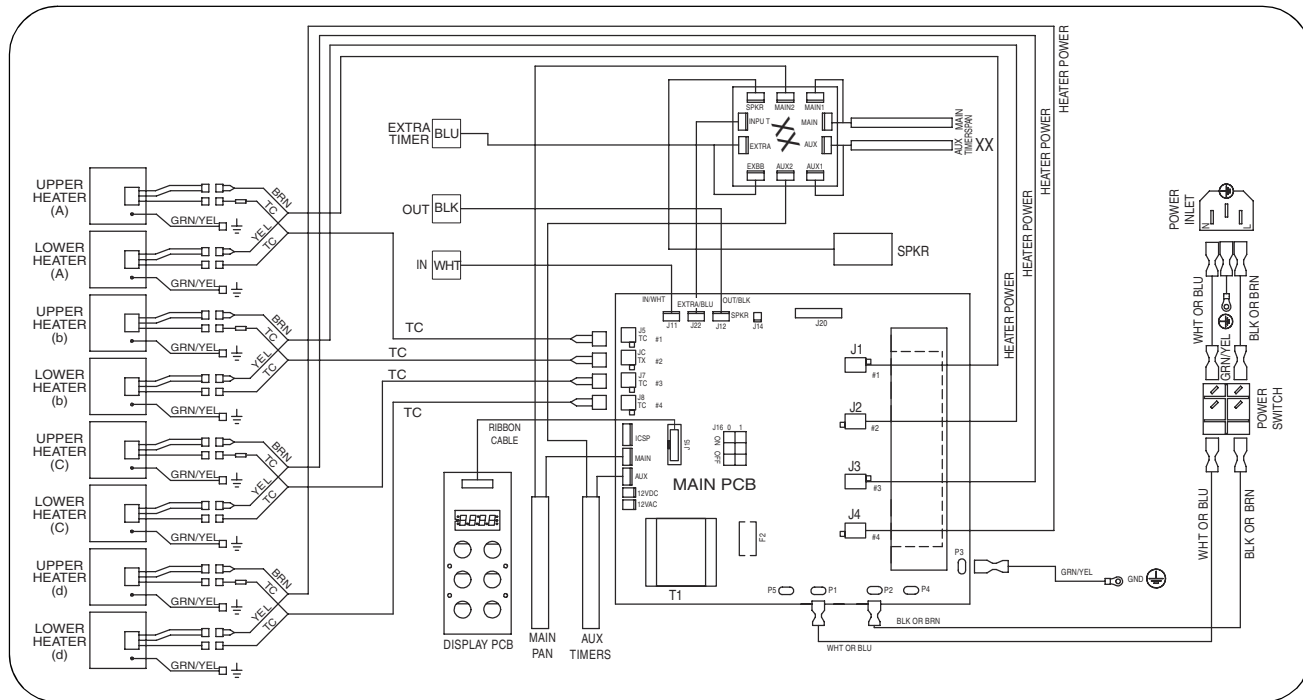 UPPER
HEATER
(A)
BRN
TC
GRN/YEL
LOWER
HEATER
(A)
YEL
TC
GRN/YEL
UPPER
HEATER
(b)
BRN
TC
GRN/YEL
LOWER
HEATER
(b)
YEL
TC
GRN/YEL
UPPER
HEATER
(C)
BRN
TC
GRN/YEL
LOWER
HEATER
(C)
YEL
TC
GRN/YEL
UPPER
HEATER
(d)
BRN
TC
GRN/YEL
LOWER
HEATER
(d)
YEL
TC
GRN/YEL
EXTRA
TIMER
BLU
OUT
BLK
IN
WHT
TC
TC
TC
TC
RIBBON
CABLE
DISPLAY PCB
MAIN
PAN
AUX
TIMERS
SPKR
MAIN2
MAIN1
INPUT
MAIN
EXTRA
AUX
EXBB
AUX2
AUX1
MAIN
PAN
AUX
TIMERS
XX
SPKR
IN/WHT
EXTRA/BLU
OUT/BLK
J11
J22
J12
SPKR
J14
J20
J5
TC
#1
JC
TX
#2
J7
TC
#3
J8
TC
#4
ICSP
MAIN
AUX
12VDC
12VAC
J15
J16
0 1
ON
OFF
MAIN PCB
T1
F2
J1
#1
J2
#2
J3
#3
J4
#4
P5
P1
P2
P4
P3
GRN/YEL
GND
BLK OR BRN
WHT OR BLU
HEATER POWER
HEATER POWER
HEATER POWER
HEATER POWER
POWER
INLET
N
L
WHT OR BLU
GRN/YEL
BLK OR BRN
POWER
SWITCH
WHT OR BLU
BLK OR BRN